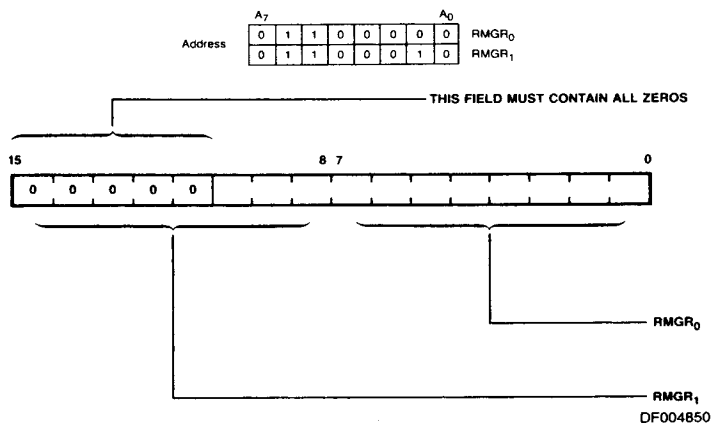 A7 A0
Address 0 1 1 0 0 0 0 0 RMGR0
0 1 1 0 0 0 1 0 RMGR1
THIS FIELD MUST CONTAIN ALL ZEROS
15 8 7 0
0 0 0 0 0
RMGR0
RMGR1
DF004850